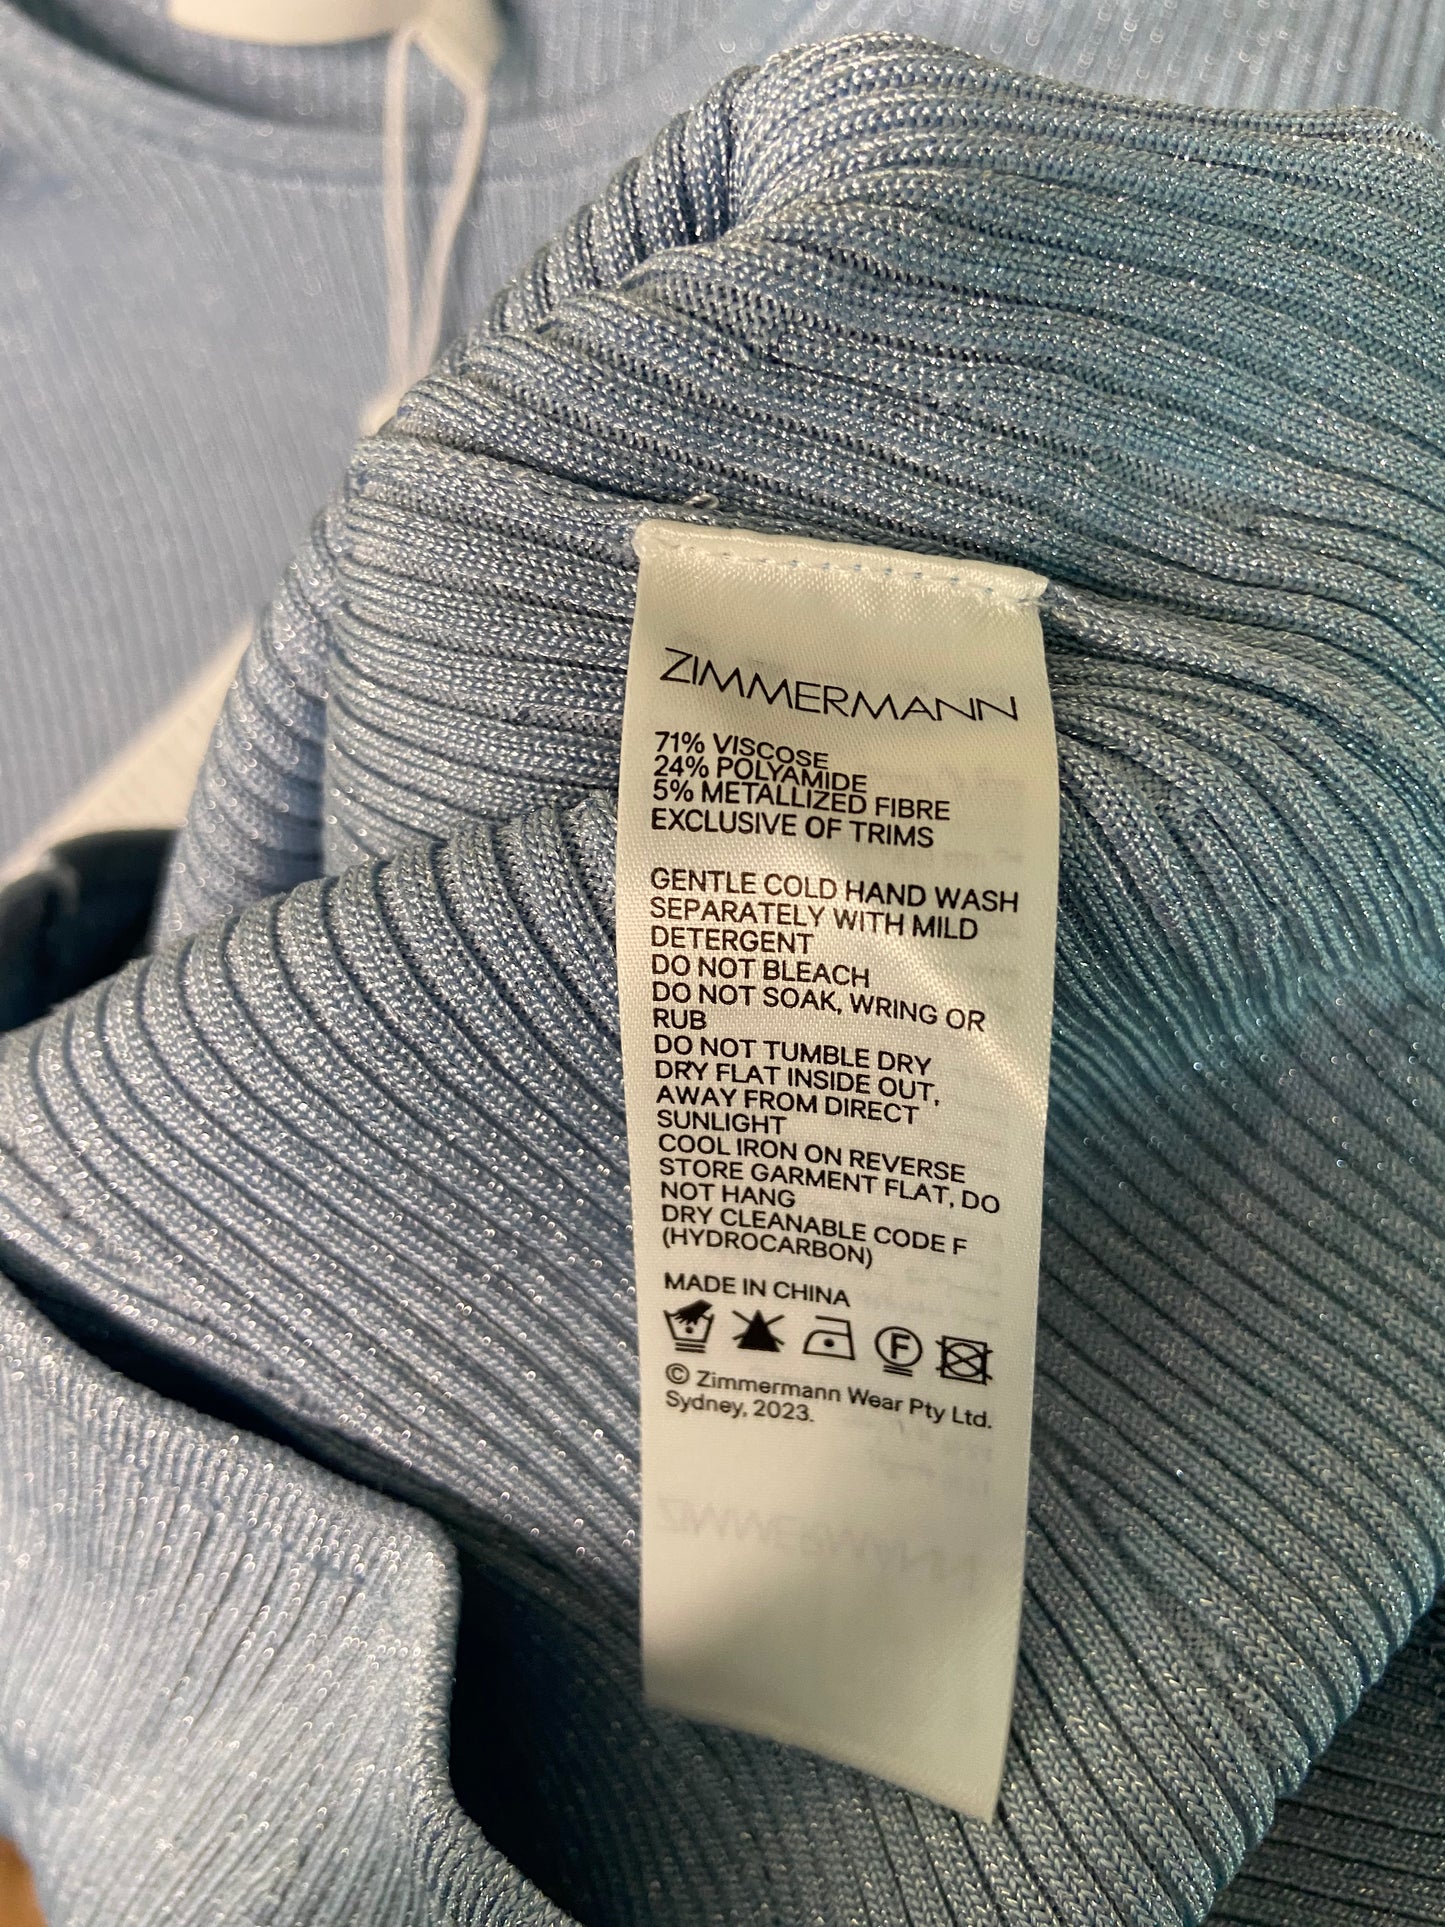 ZIMMERMANN
71% VISCOSE
24% POLYAMIDE
5% METALLIZED FIBRE
EXCLUSIVE OF TRIMS
GENTLE COLD HAND WASH
SEPARATELY WITH MILD
DETERGENT
DO NOT BLEACH
DO NOT SOAK, WRING OR
RUB
DO NOT TUMBLE DRY
DRY FLAT INSIDE OUT,
AWAY FROM DIRECT
SUNLIGHT
COOL IRON ON REVERSE
STORE GARMENT FLAT, DO
NOT HANG
DRY CLEANABLE CODE F
(HYDROCARBON)
MADE IN CHINA
F
© Zimmermann Wear Pty Ltd.
Sydney, 2023.
ZIMMERMANN